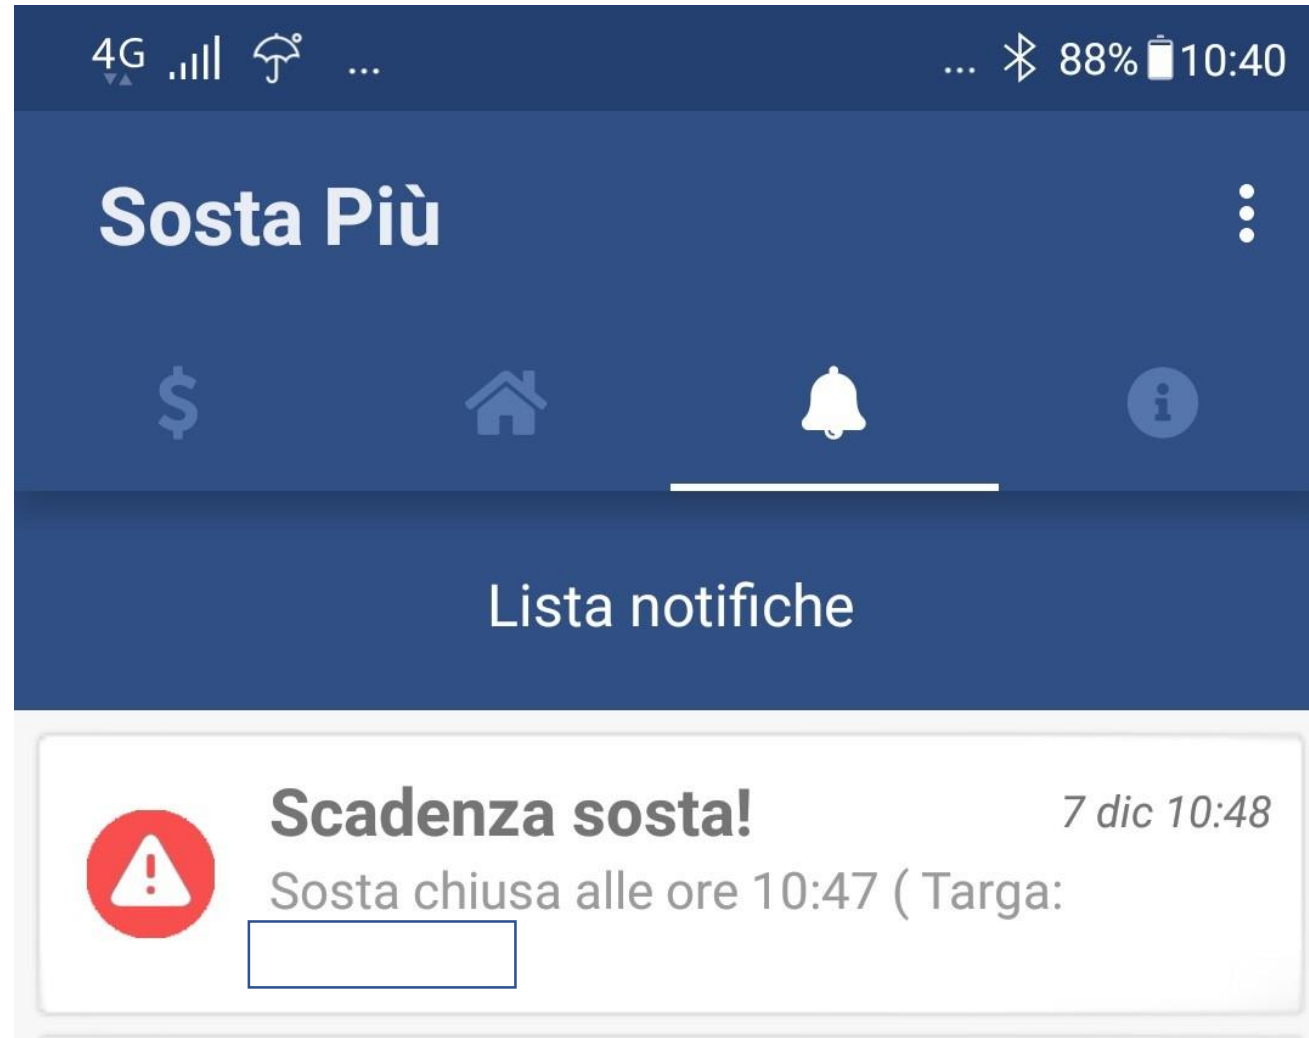 4G ... ... 88% 10:40
Sosta Più
Lista notifiche
Scadenza sosta! 7 dic 10:48
Sosta chiusa alle ore 10:47 ( Targa: